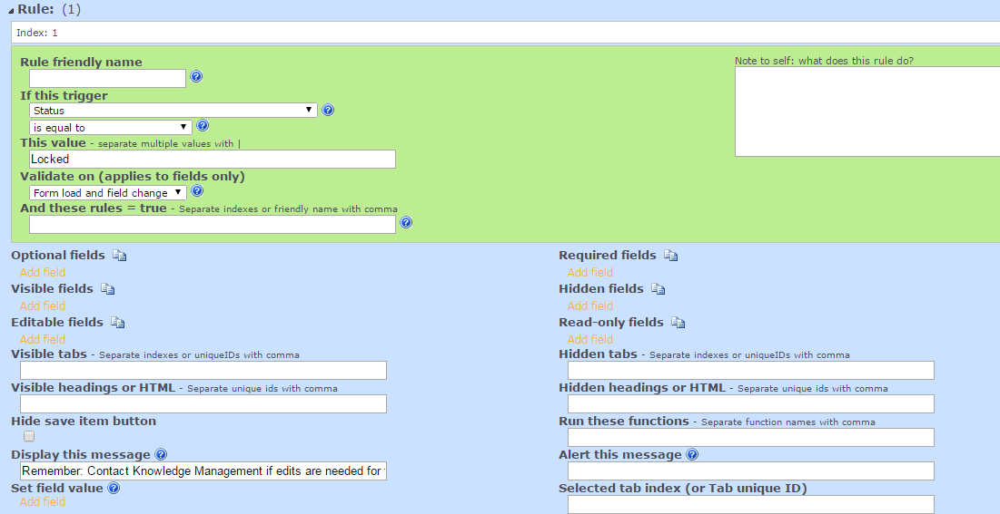 Rule: (1)
Index: 1
Rule friendly name
Note to self: what does this rule do?
If this trigger
Status
is equal to
This value - separate multiple values with |
Locked
Validate on (applies to fields only)
Form load and field change
And these rules = true - Separate indexes or friendly name with comma
Optional fields
Add field
Required fields
Add field
Visible fields
Add field
Hidden fields
Add field
Editable fields
Add field
Read-only fields
Add field
Visible tabs - Separate indexes or uniqueIDs with comma
Hidden tabs - Separate indexes or uniqueIDs with comma
Visible headings or HTML - Separate unique ids with comma
Hidden headings or HTML - Separate unique ids with comma
Hide save item button
Run these functions - Separate function names with comma
Display this message
Remember: Contact Knowledge Management if edits are needed for
Alert this message
Set field value
Add field
Selected tab index (or Tab unique ID)